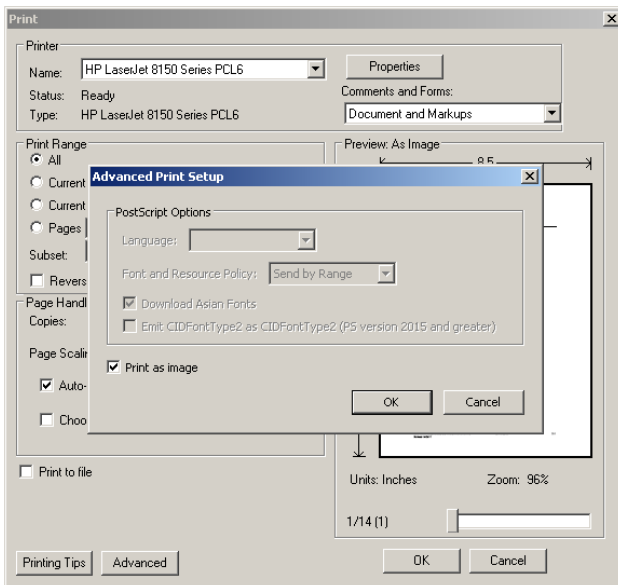 Print
Printer
Name: HP LaserJet 8150 Series PCL6 Properties
Status: Ready Comments and Forms:
Type: HP LaserJet 8150 Series PCL6 Document and Markups
Print Range Preview: As Image
All 8.5
Advanced Print Setup
Current
Current
Pages
Subset:
Revers
PostScript Options
Language:
Font and Resource Policy: Send by Range
Download Asian Fonts
Emit CIDFontType2 as CIDFontType2 (PS version 2015 and greater)
Print as image
OK Cancel
Page Handl
Copies:
Page Scalin
Auto-
Choo
Print to file
Units: Inches Zoom: 96%
1/14 (1)
Printing Tips Advanced OK Cancel